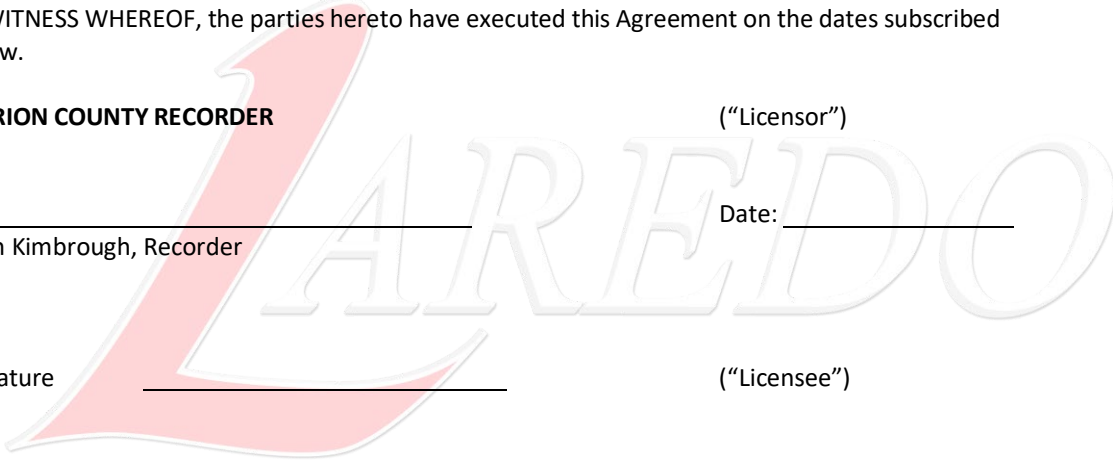 WITNESS WHEREOF, the parties hereto have executed this Agreement on the dates subscribed
w.
RION COUNTY RECORDER ("Licensor")
Date:
n Kimbrough, Recorder
LAREDO
ature ("Licensee")